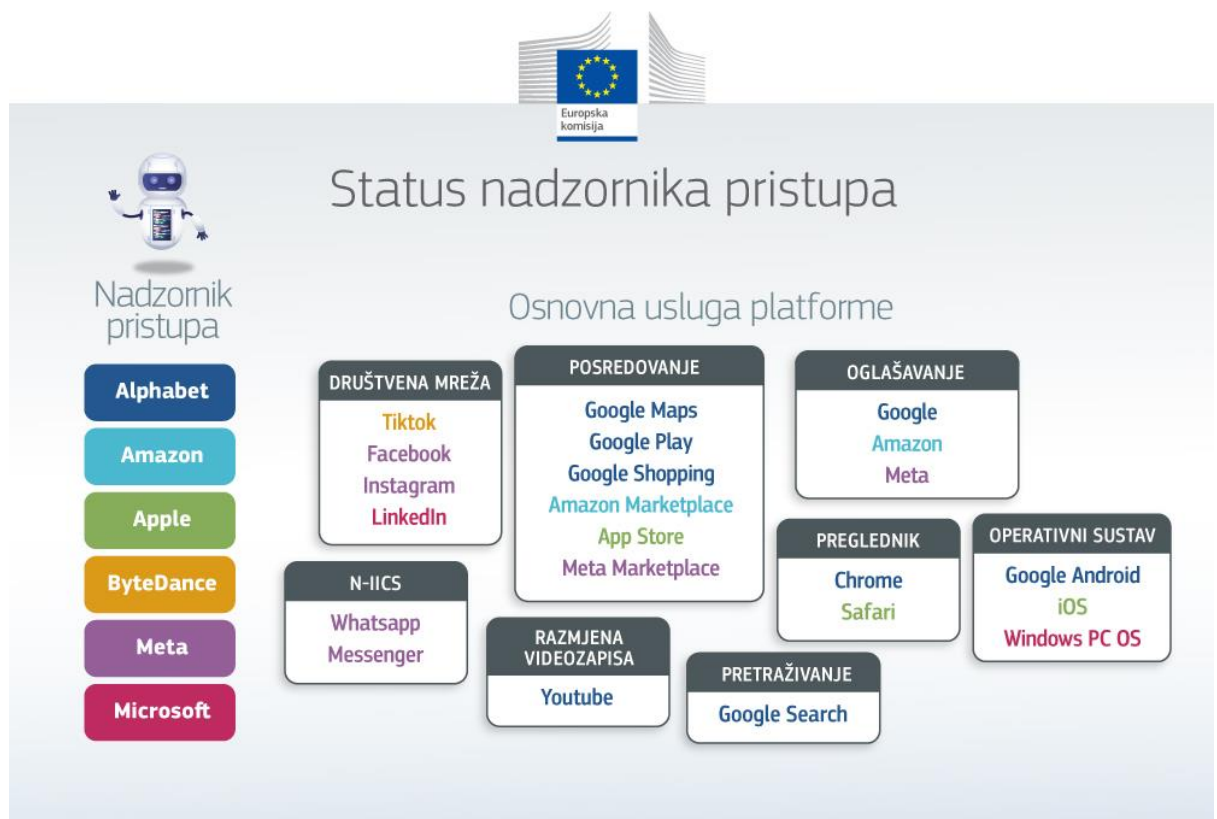 Europska
komisija
Status nadzornika pristupa
Nadzornik
pristupa
Osnovna usluga platforme
Alphabet
Amazon
Apple
ByteDance
Meta
Microsoft
DRUŠTVENA MREŽA
Tiktok
Facebook
Instagram
LinkedIn
POSREDOVANJE
Google Maps
Google Play
Google Shopping
Amazon Marketplace
App Store
Meta Marketplace
OGLAŠAVANJE
Google
Amazon
Meta
N-IICS
Whatsapp
Messenger
RAZMJENA
VIDEOZAPISA
Youtube
PREGLEDNIK
Chrome
Safari
OPERATIVNI SUSTAV
Google Android
iOS
Windows PC OS
PRETRAŽIVANJE
Google Search